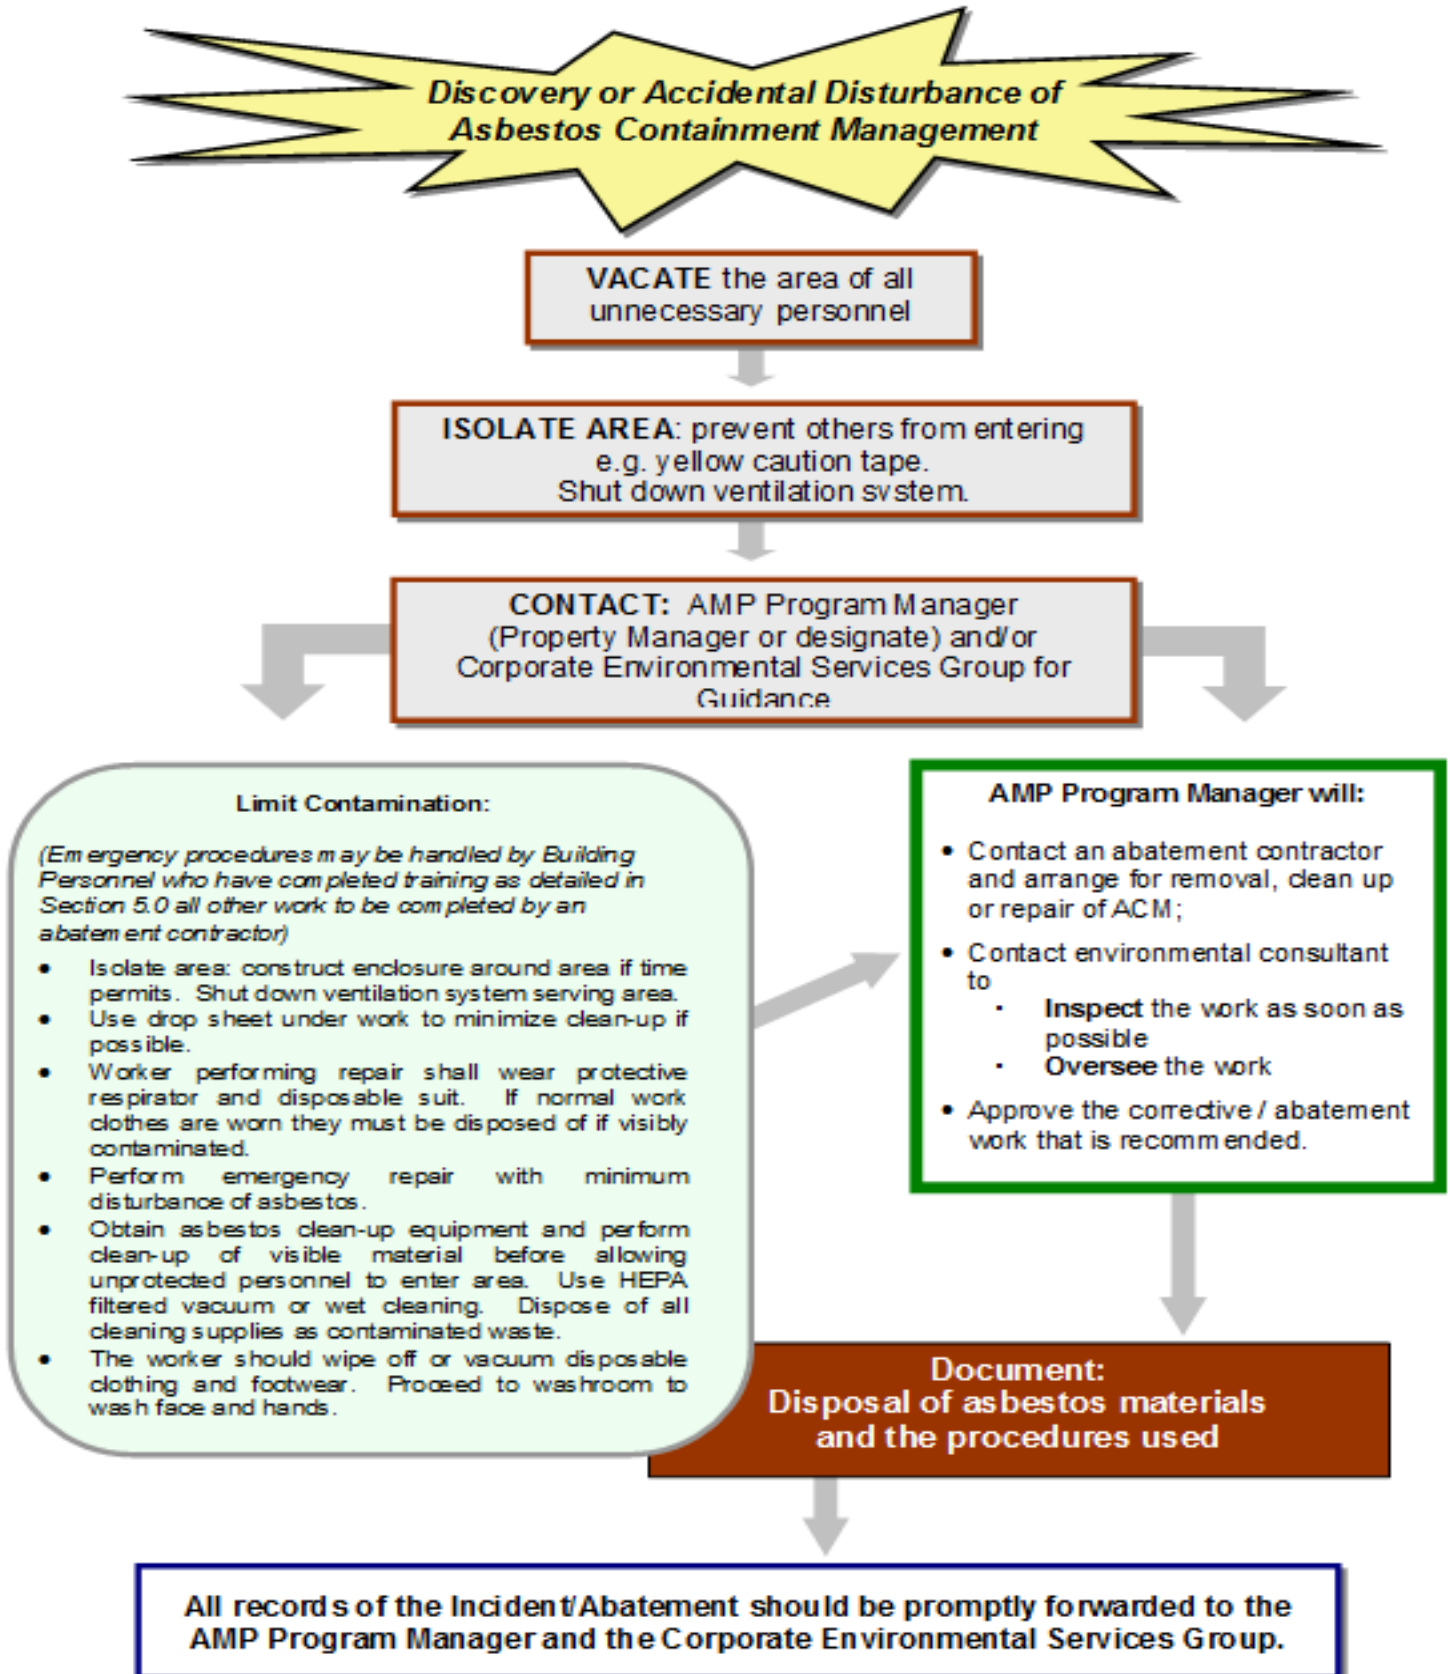 Discovery or Accidental Disturbance of
Asbestos Containment Management
VACATE the area of all
unnecessary personnel
ISOLATE AREA: prevent others from entering
e.g. yellow caution tape.
Shut down ventilation system.
CONTACT: AMP Program Manager
(Property Manager or designate) and/or
Corporate Environmental Services Group for
Guidance
Limit Contamination:
(Emergency procedures may be handled by Building
Personnel who have completed training as detailed in
Section 5.0 all other work to be completed by an
abatement contractor)
• Isolate area: construct enclosure around area if time
permits. Shut down ventilation system serving area.
• Use drop sheet under work to minimize clean-up if
possible.
• Worker performing repair shall wear protective
respirator and disposable suit. If normal work
clothes are worn they must be disposed of if visibly
contaminated.
• Perform emergency repair with minimum
disturbance of asbestos.
• Obtain asbestos clean-up equipment and perform
clean-up of visible material before allowing
unprotected personnel to enter area. Use HEPA
filtered vacuum or wet cleaning. Dispose of all
cleaning supplies as contaminated waste.
• The worker should wipe off or vacuum disposable
clothing and footwear. Proceed to washroom to
wash face and hands.
AMP Program Manager will:
• Contact an abatement contractor
and arrange for removal, clean up
or repair of ACM;
• Contact environmental consultant
to
· Inspect the work as soon as
possible
· Oversee the work
• Approve the corrective / abatement
work that is recommended.
Document:
Disposal of asbestos materials
and the procedures used
All records of the Incident/Abatement should be promptly forwarded to the
AMP Program Manager and the Corporate Environmental Services Group.